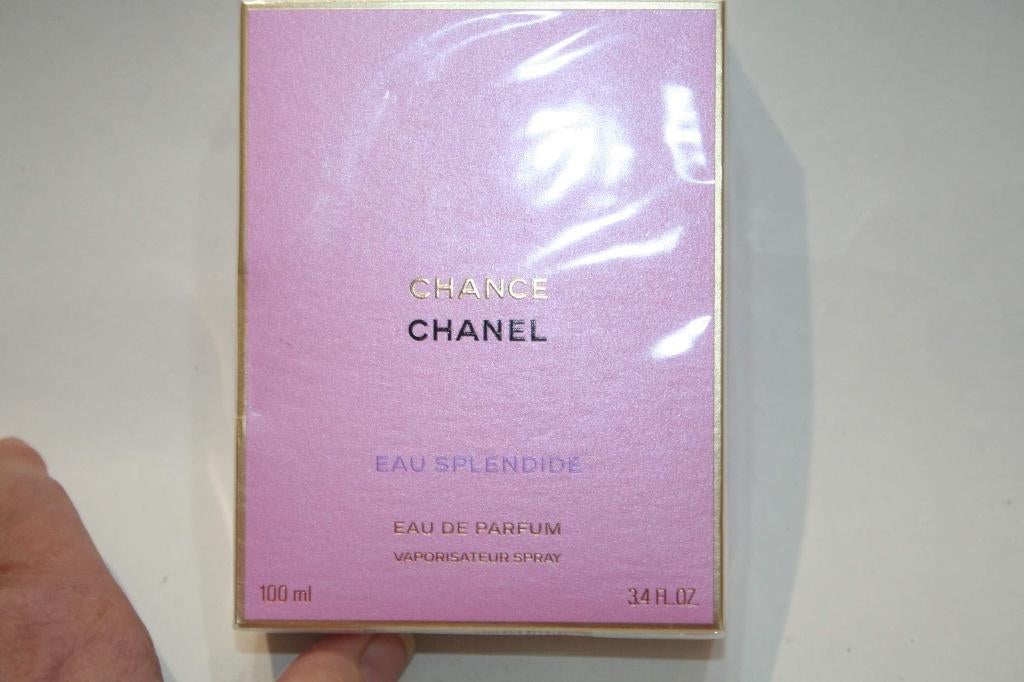 CHANCE
CHANEL
EAU SPLENDIDE
EAU DE PARFUM
VAPORISATEUR SPRAY
100 ml 3.4 FL.OZ.